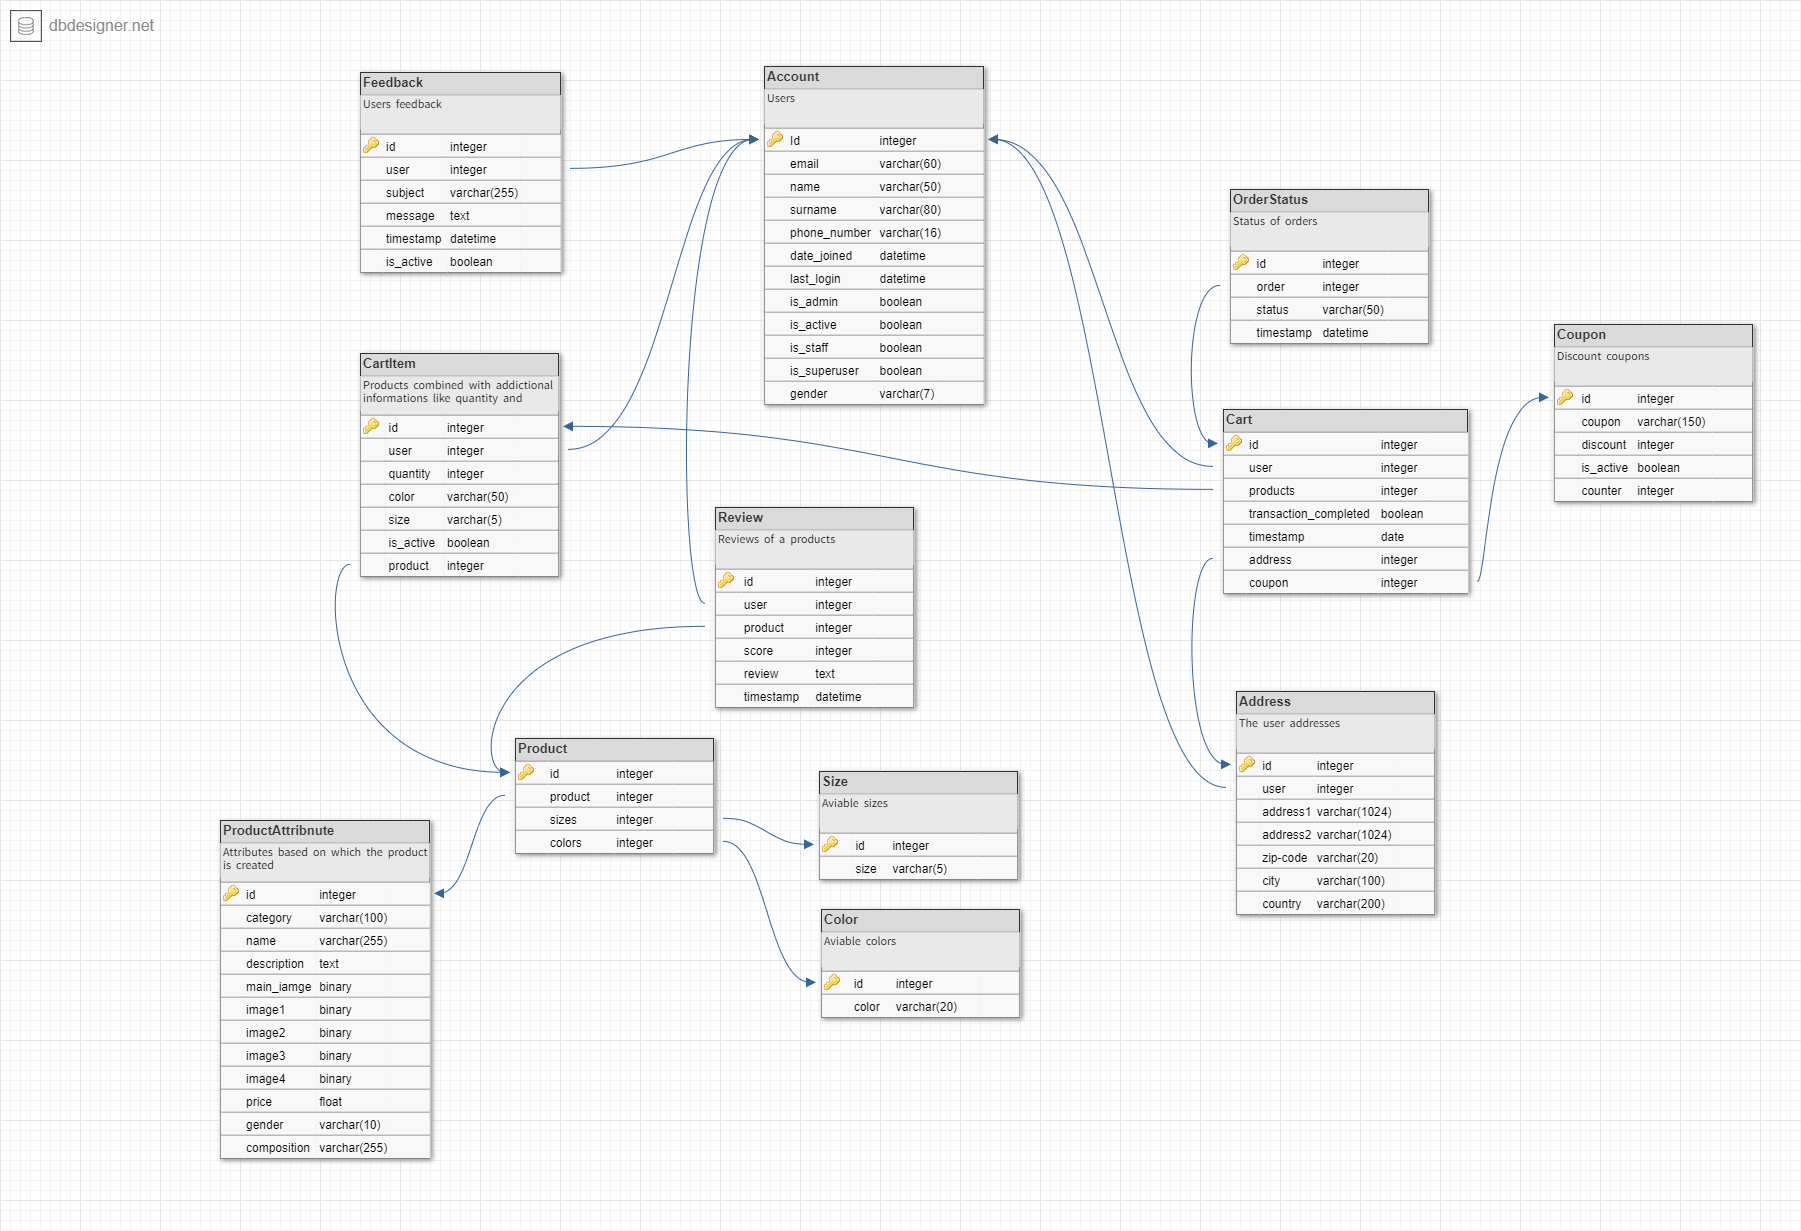 dbdesigner.net
Feedback
Users feedback
id integer
user integer
subject varchar(255)
message text
timestamp datetime
is_active boolean
Account
Users
Id integer
email varchar(60)
name varchar(50)
surname varchar(80)
phone_number varchar(16)
date_joined datetime
last_login datetime
is_admin boolean
is_active boolean
is_staff boolean
is_superuser boolean
gender varchar(7)
OrderStatus
Status of orders
id integer
order integer
status varchar(50)
timestamp datetime
Coupon
Discount coupons
id integer
coupon varchar(150)
discount integer
is_active boolean
counter integer
CartItem
Products combined with addictional
informations like quantity and
id integer
user integer
quantity integer
color varchar(50)
size varchar(5)
is_active boolean
product integer
Cart
id integer
user integer
products integer
transaction_completed boolean
timestamp date
address integer
coupon integer
Review
Reviews of a products
id integer
user integer
product integer
score integer
review text
timestamp datetime
Address
The user addresses
id integer
user integer
address1 varchar(1024)
address2 varchar(1024)
zip-code varchar(20)
city varchar(100)
country varchar(200)
Product
id integer
product integer
sizes integer
colors integer
Size
Aviable sizes
id integer
size varchar(5)
ProductAttribnute
Attributes based on which the product
is created
id integer
category varchar(100)
name varchar(255)
description text
main_iamge binary
image1 binary
image2 binary
image3 binary
image4 binary
price float
gender varchar(10)
composition varchar(255)
Color
Aviable colors
id integer
color varchar(20)